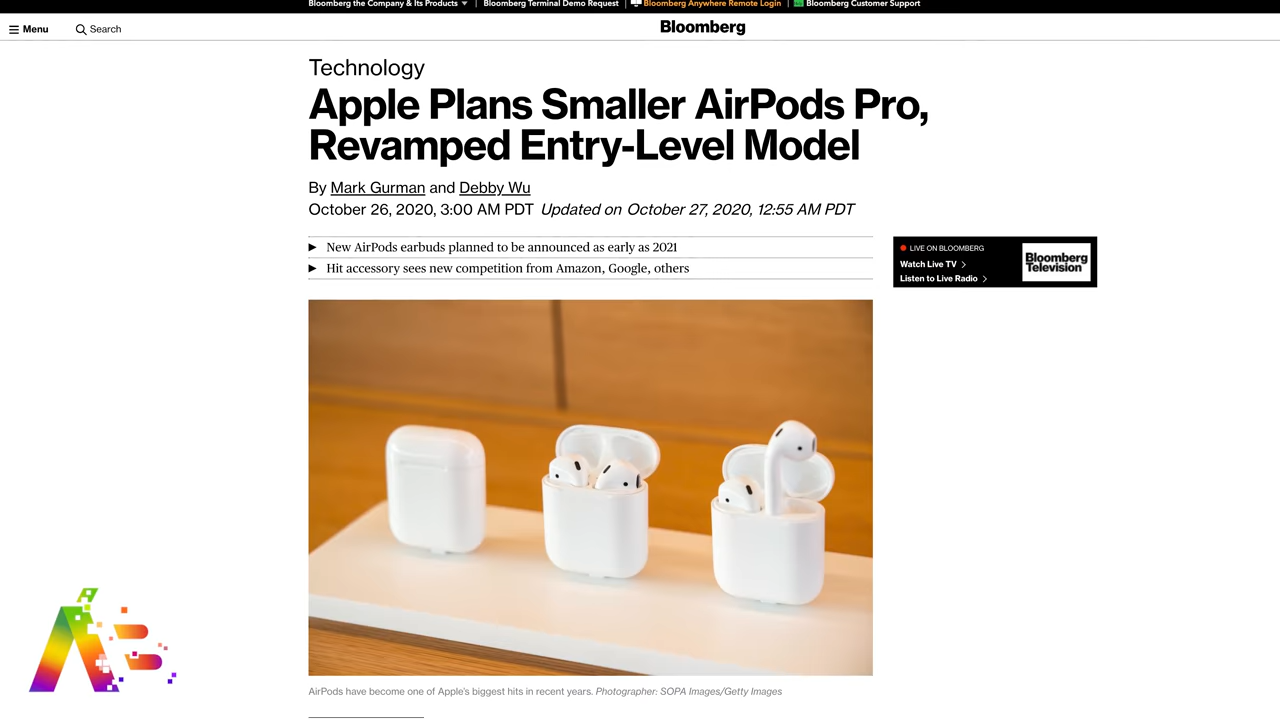 Bloomberg the Company & Its Products ▼ | Bloomberg Terminal Demo Request | Bloomberg Anywhere Remote Login | Bloomberg Customer Support
Menu Search Bloomberg
Technology
Apple Plans Smaller AirPods Pro,
Revamped Entry-Level Model
By Mark Gurman and Debby Wu
October 26, 2020, 3:00 AM PDT Updated on October 27, 2020, 12:55 AM PDT
► New AirPods earbuds planned to be announced as early as 2021
► Hit accessory sees new competition from Amazon, Google, others
LIVE ON BLOOMBERG
Watch Live TV >
Listen to Live Radio >
Bloomberg
Television
AirPods have become one of Apple's biggest hits in recent years. Photographer: SOPA Images/Getty Images